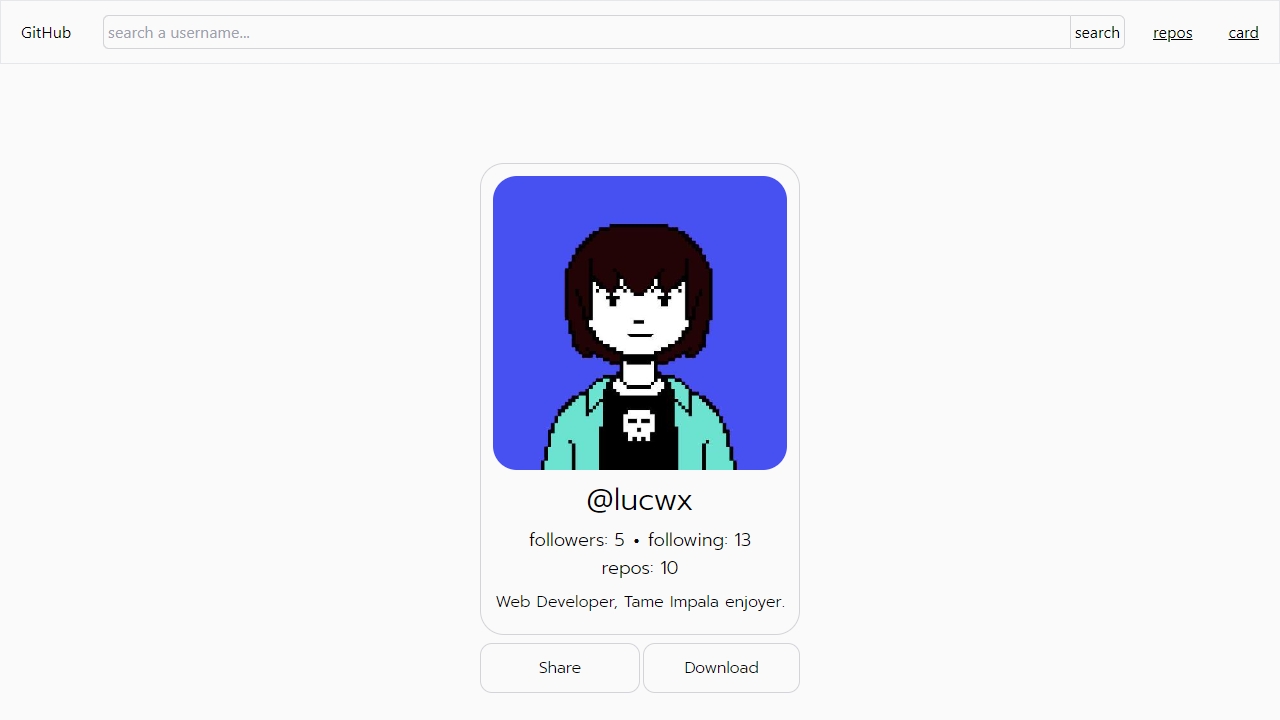 GitHub search a username... search repos card
@lucwx
followers: 5 • following: 13
repos: 10
Web Developer, Tame Impala enjoyer.
Share Download